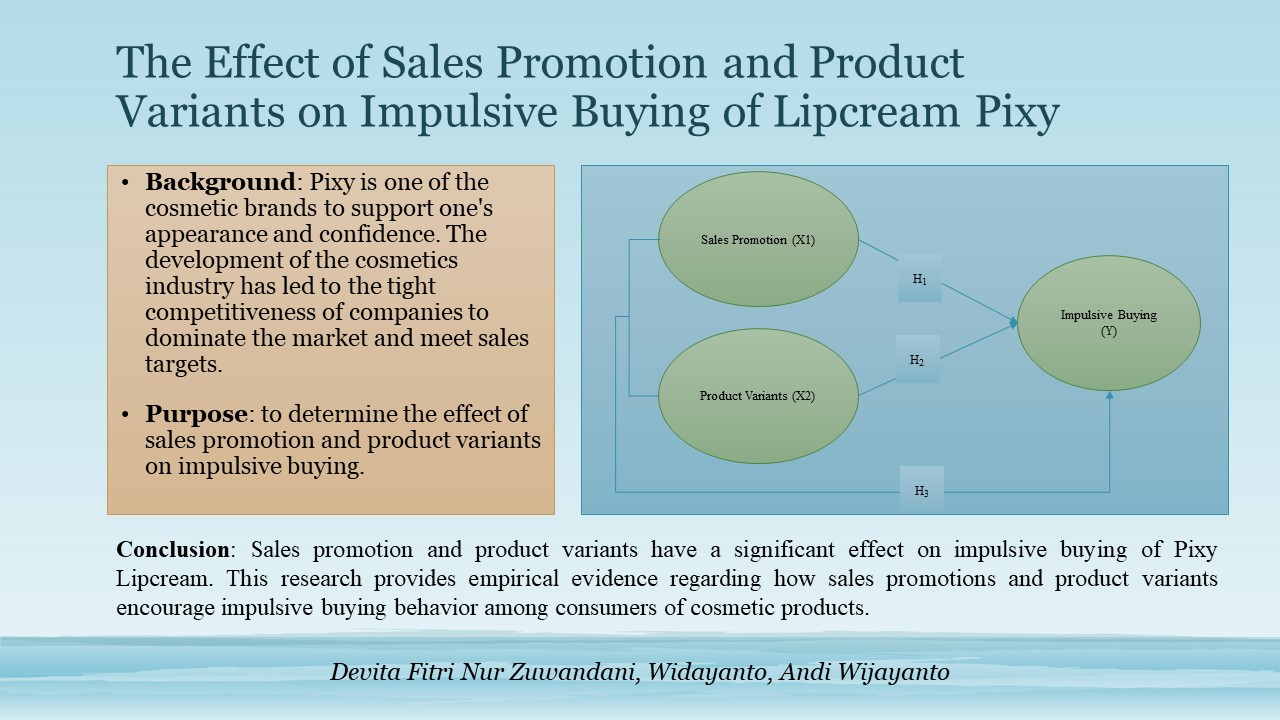 The Effect of Sales Promotion and Product
Variants on Impulsive Buying of Lipcream Pixy
• Background: Pixy is one of the
cosmetic brands to support one's
appearance and confidence. The
development of the cosmetics
industry has led to the tight
competitiveness of companies to
dominate the market and meet sales
targets.
• Purpose: to determine the effect of
sales promotion and product variants
on impulsive buying.
Sales Promotion (X1)
H1
Impulsive Buying
(Y)
H2
Product Variants (X2)
H3
Conclusion: Sales promotion and product variants have a significant effect on impulsive buying of Pixy
Lipcream. This research provides empirical evidence regarding how sales promotions and product variants
encourage impulsive buying behavior among consumers of cosmetic products.
Devita Fitri Nur Zuwandani, Widayanto, Andi Wijayanto